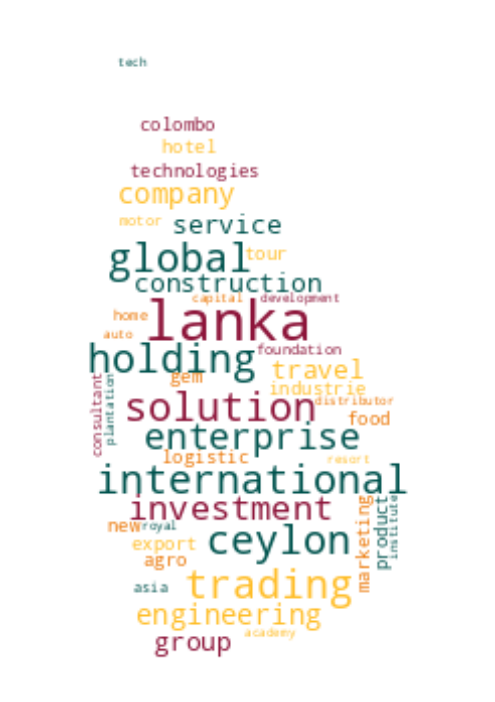 tech
colombo
hotel
technologies
company
motor service
global tour
construction
capital development
home lanka
auto
holding foundation
gem travel
industrie
consultant
plantation
solution distributor
food
enterprise
logistic resort
international
investment
new royal
ceylon
marketing
product
institute
export
agro
asia trading
engineering
academy
group